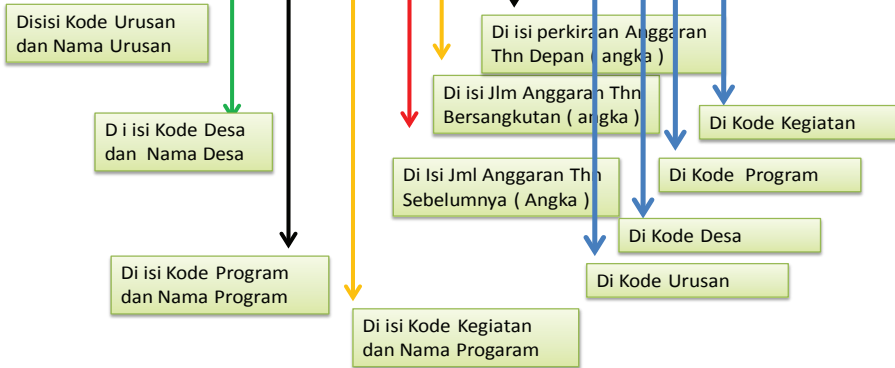 Disisi Kode Urusan
dan Nama Urusan
Di isi perkiraan Anggaran
Thn Depan ( angka )
Di isi Jlm Anggaran Thn
Bersangkutan ( angka )
Di Kode Kegiatan
D i isi Kode Desa
dan Nama Desa
Di Isi Jml Anggaran Thn
Sebelumnya ( Angka )
Di Kode Program
Di Kode Desa
Di isi Kode Program
dan Nama Program
Di Kode Urusan
Di isi Kode Kegiatan
dan Nama Progaram